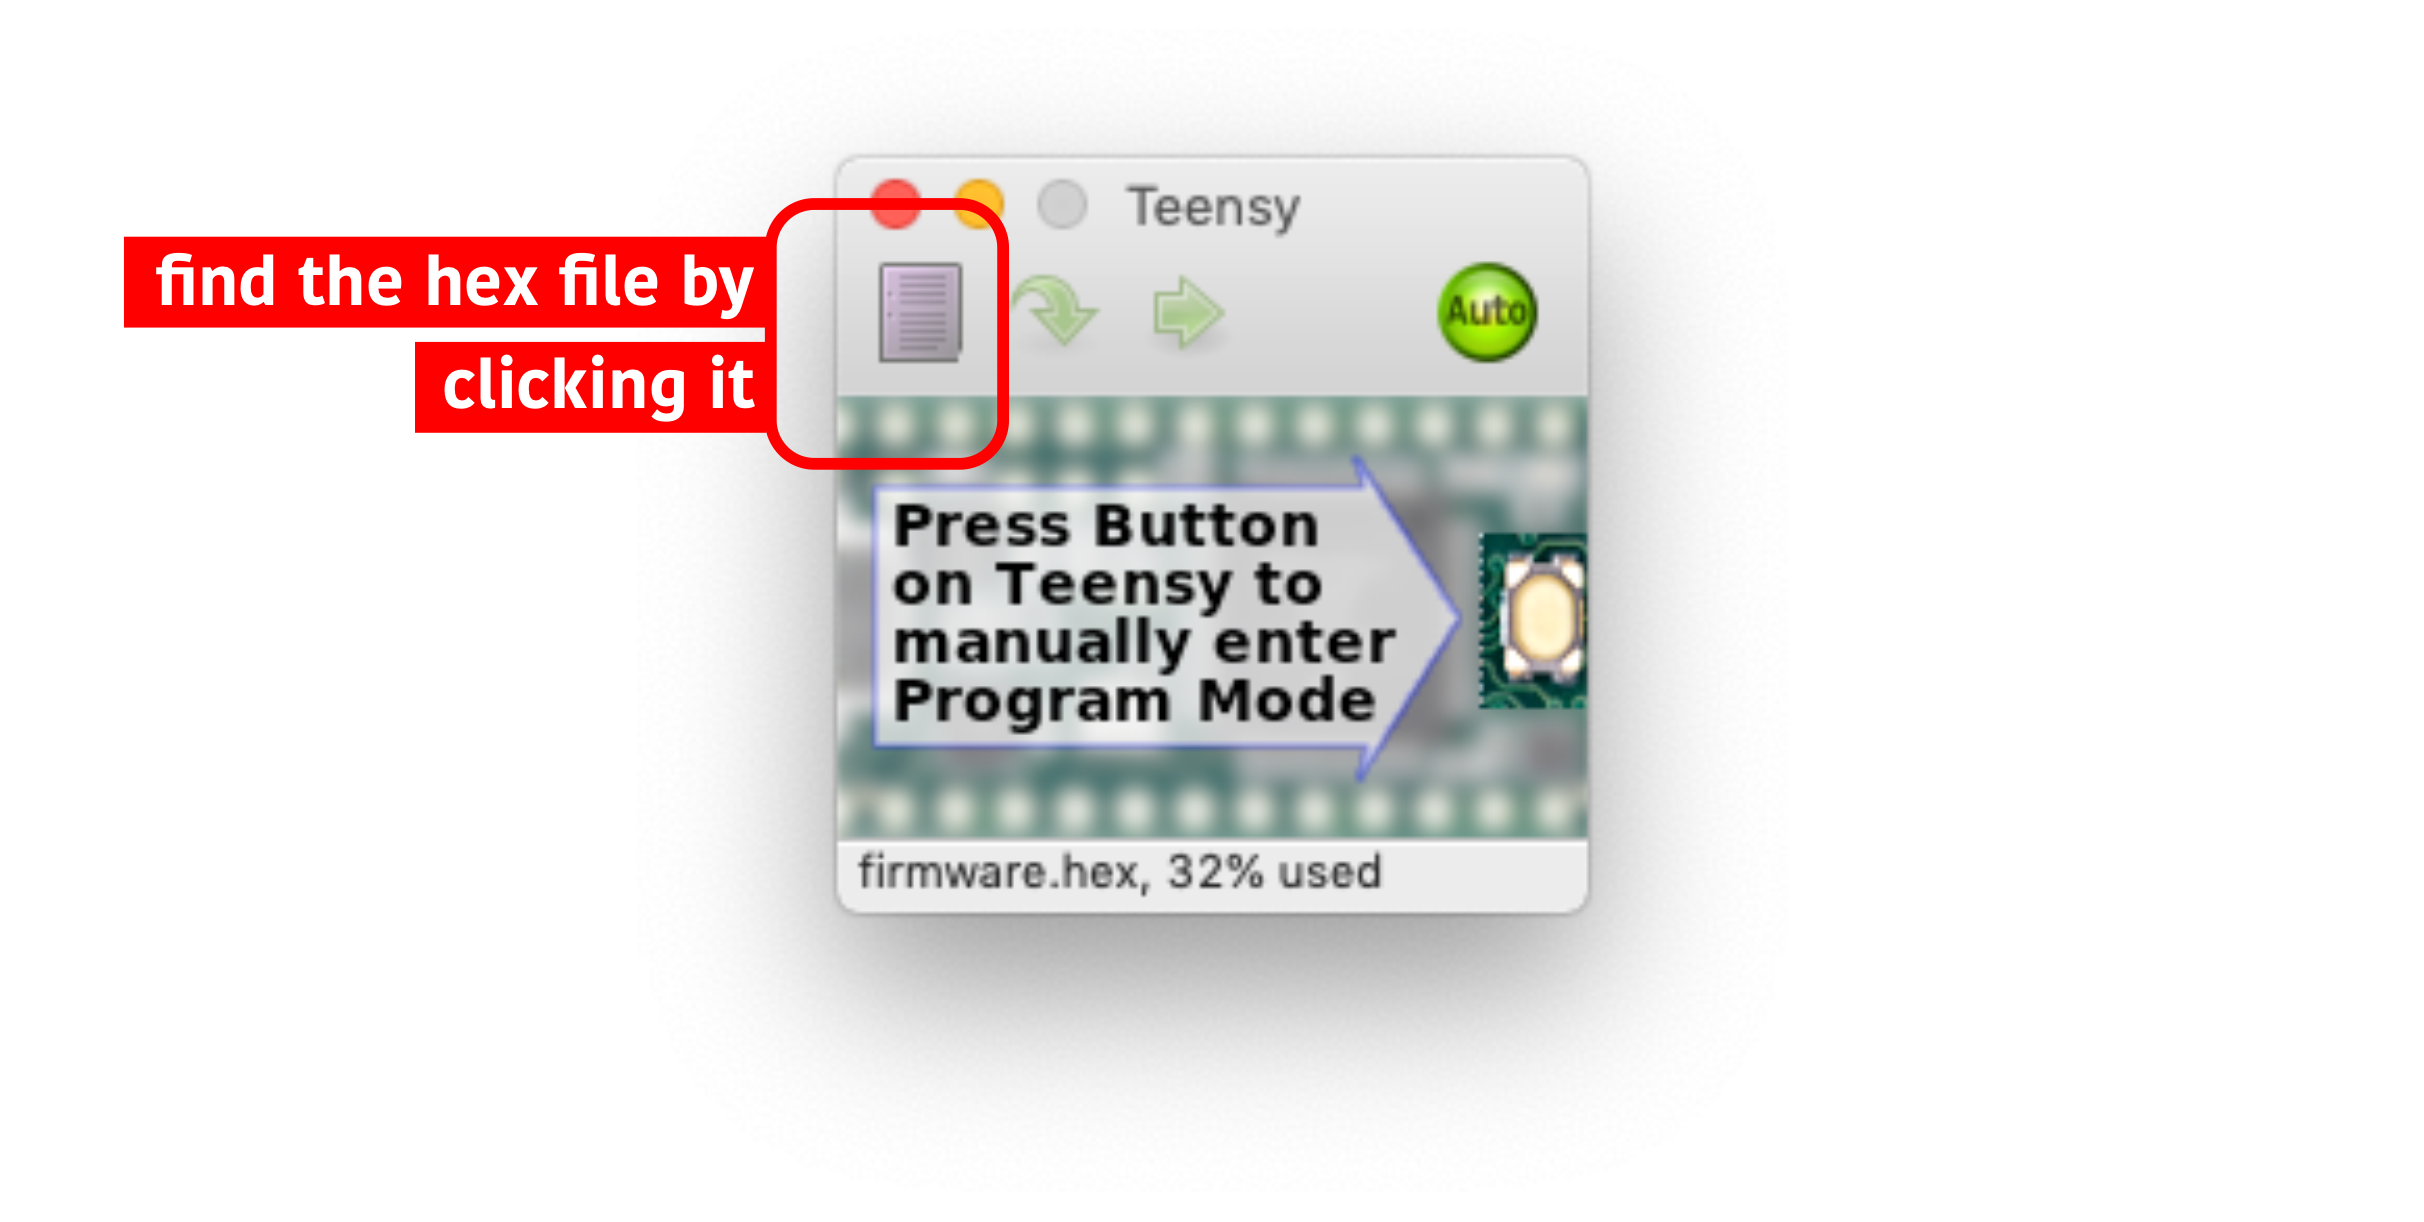 Teensy
find the hex file by
clicking it
Auto
Press Button
on Teensy to
manually enter
Program Mode
firmware.hex, 32% used